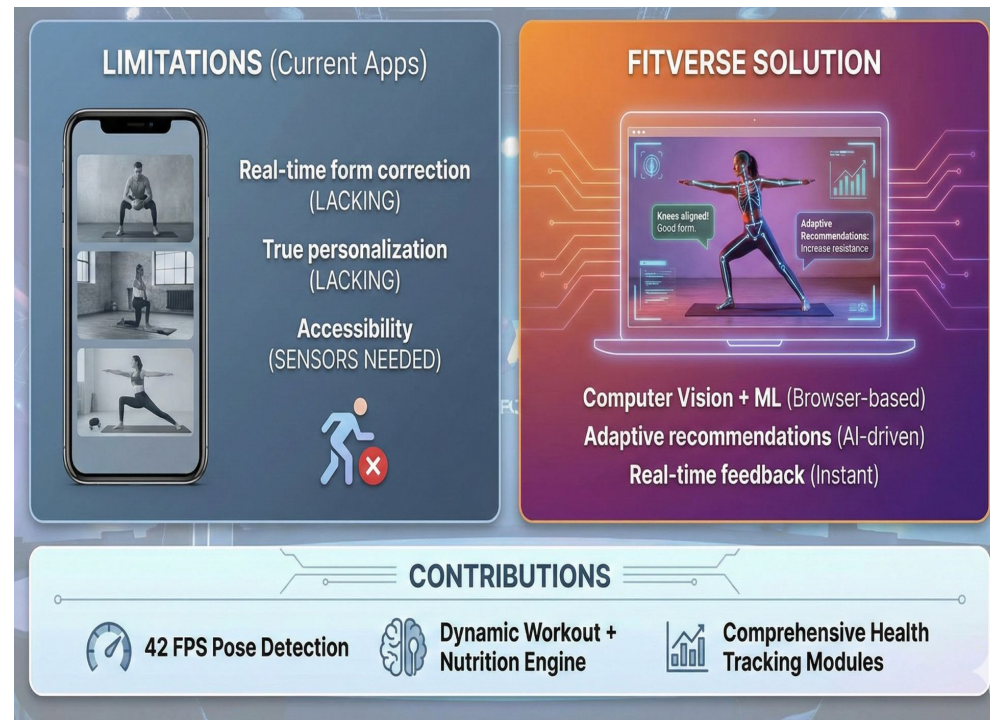 LIMITATIONS (Current Apps)
Real-time form correction
(LACKING)
True personalization
(LACKING)
Accessibility
(SENSORS NEEDED)
FITVERSE SOLUTION
Knees aligned!
Good form.
Adaptive
Recommendations:
Increase resistance
Computer Vision + ML (Browser-based)
Adaptive recommendations (AI-driven)
Real-time feedback (Instant)
CONTRIBUTIONS
42 FPS Pose Detection
Dynamic Workout +
Nutrition Engine
Comprehensive Health
Tracking Modules